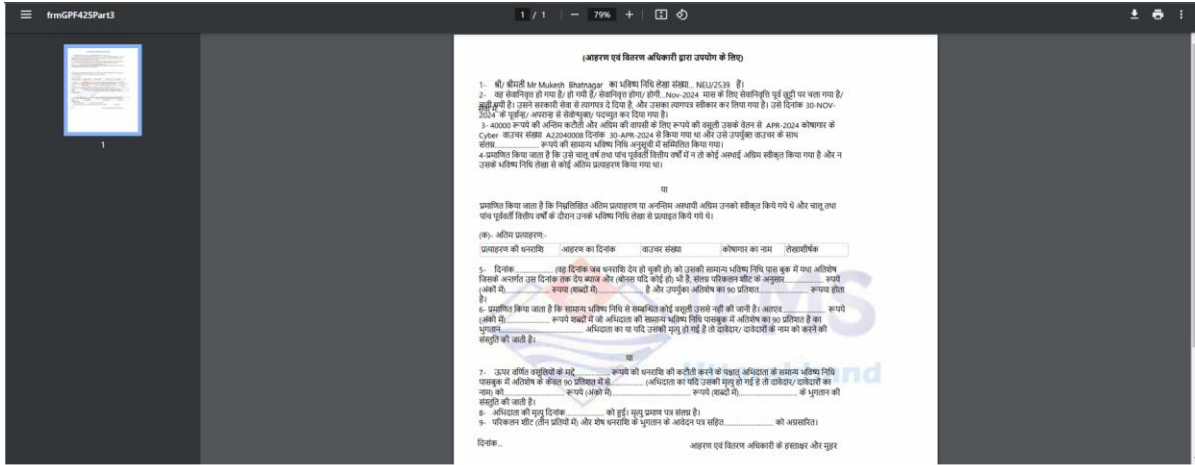 frmGPF425Part3
1 / 1
79%
1
(आहरण एवं वितरण अधिकारी द्वारा उपयोग के लिए)
1- श्री/ श्रीमती Mr Mukesh Bhatnagar का भविष्य निधि लेखा संख्या... NEU/2539 हैं।
2- वह सेवानिवृत हो गया है/ हो गयी है/ सेवानिवृत्त होगा/ होगी...Nov-2024 मास के लिए सेवानिवृति पूर्व छुट्टी पर चला गया है/
गयी है। उसने सरकारी सेवा से त्यागपत्र दे दिया है, और उसका त्यागपत्र स्वीकार कर लिया गया है। उसे दिनांक 30-NOV-
2024 के पूर्वान्ह/ अपरान्ह से सेवोन्मुक्त/ पदच्युत कर दिया गया है।
3- 40000 रूपये की अन्तिम कटौती और अग्रिम की वापसी के लिए रूपये की वसूली उसके वेतन से APR-2024 कोषागार के
Cyber वाउचर संख्या A22040008 दिनांक 30-APR-2024 से किया गया था और उसे उपर्युक्त वाउचर के साथ
संलग्न.................... रूपये की सामान्य भविष्य निधि अनुसूची में सम्मिलित किया गया।
4-प्रमाणित किया जाता है कि उसे चालू वर्ष तथा पांच पूर्ववर्ती वित्तीय वर्षों में न तो कोई अस्थाई अग्रिम स्वीकृत किया गया है और न
उसके भविष्य निधि लेखा से कोई अंतिम प्रत्याहरण किया गया था।
या
प्रमाणित किया जाता है कि निम्नलिखित अंतिम प्रत्याहरण या अनन्तिम अस्थायी अग्रिम उनको स्वीकृत किये गये थे और चालू तथा
पांच पूर्ववर्ती वित्तीय वर्षों के दौरान उनके भविष्य निधि लेखा से प्रत्याहृत किये गये थे।
(क)- अंतिम प्रत्याहरण:-
प्रत्याहरण की धनराशि आहरण का दिनांक वाउचर संख्या कोषागार का नाम लेखाशीर्षक
5- दिनांक.................... (वह दिनांक जब धनराशि देय हो चुकी हो) को उसकी सामान्य भविष्य निधि पास बुक में यथा अतिशेष
जिसके अन्तर्गत उस दिनांक तक देय ब्याज और (बोनस यदि कोई हो) भी है, संलग्न परिकलन शीट के अनुसार.................... रूपये
(अंकों में).................... रूपया (शब्दों में).................... है और उपर्युक्त अतिशेष का 90 प्रतिशत.................... रूपया होता
है।
6- प्रमाणित किया जाता है कि सामान्य भविष्य निधि से सम्बन्धित कोई वसूली उससे नहीं की जानी है। अतएव.................... रूपये
(अंकों में).................... रूपये शब्दों में जो अभिदाता की सामान्य भविष्य निधि पासबुक में अतिशेष का 90 प्रतिशत है का
भुगतान.................... अभिदाता का या यदि उसकी मृत्यु हो गई है तो दावेदार/ दावेदारों के नाम को करने की
संस्तुति की जाती है।
या
7- ऊपर वर्णित वसूलियों के मद्दे.................... रूपये की धनराशि की कटौती करने के पश्चात् अभिदाता के समान्य भविष्य निधि
पासबुक में अतिशेष के केवल 90 प्रतिशत में से.................... (अभिदाता का यदि उसकी मृत्यु हो गई है तो दावेदार/ दावेदारों का
नाम) को.................... रूपये (अंकों में).................... रूपये (शब्दों में).................... के भुगतान की
संस्तुति की जाती है।
8- अभिदाता की मृत्यु दिनांक.................... को हुई। मृत्यु प्रमाण पत्र संलग्न है।
9- परिकलन शीट (तीन प्रतियों में) और शेष धनराशि के भुगतान के आवेदन पत्र सहित.................... को अग्रसारित।
दिनांक...
आहरण एवं वितरण अधिकारी के हस्ताक्षर और मुहर